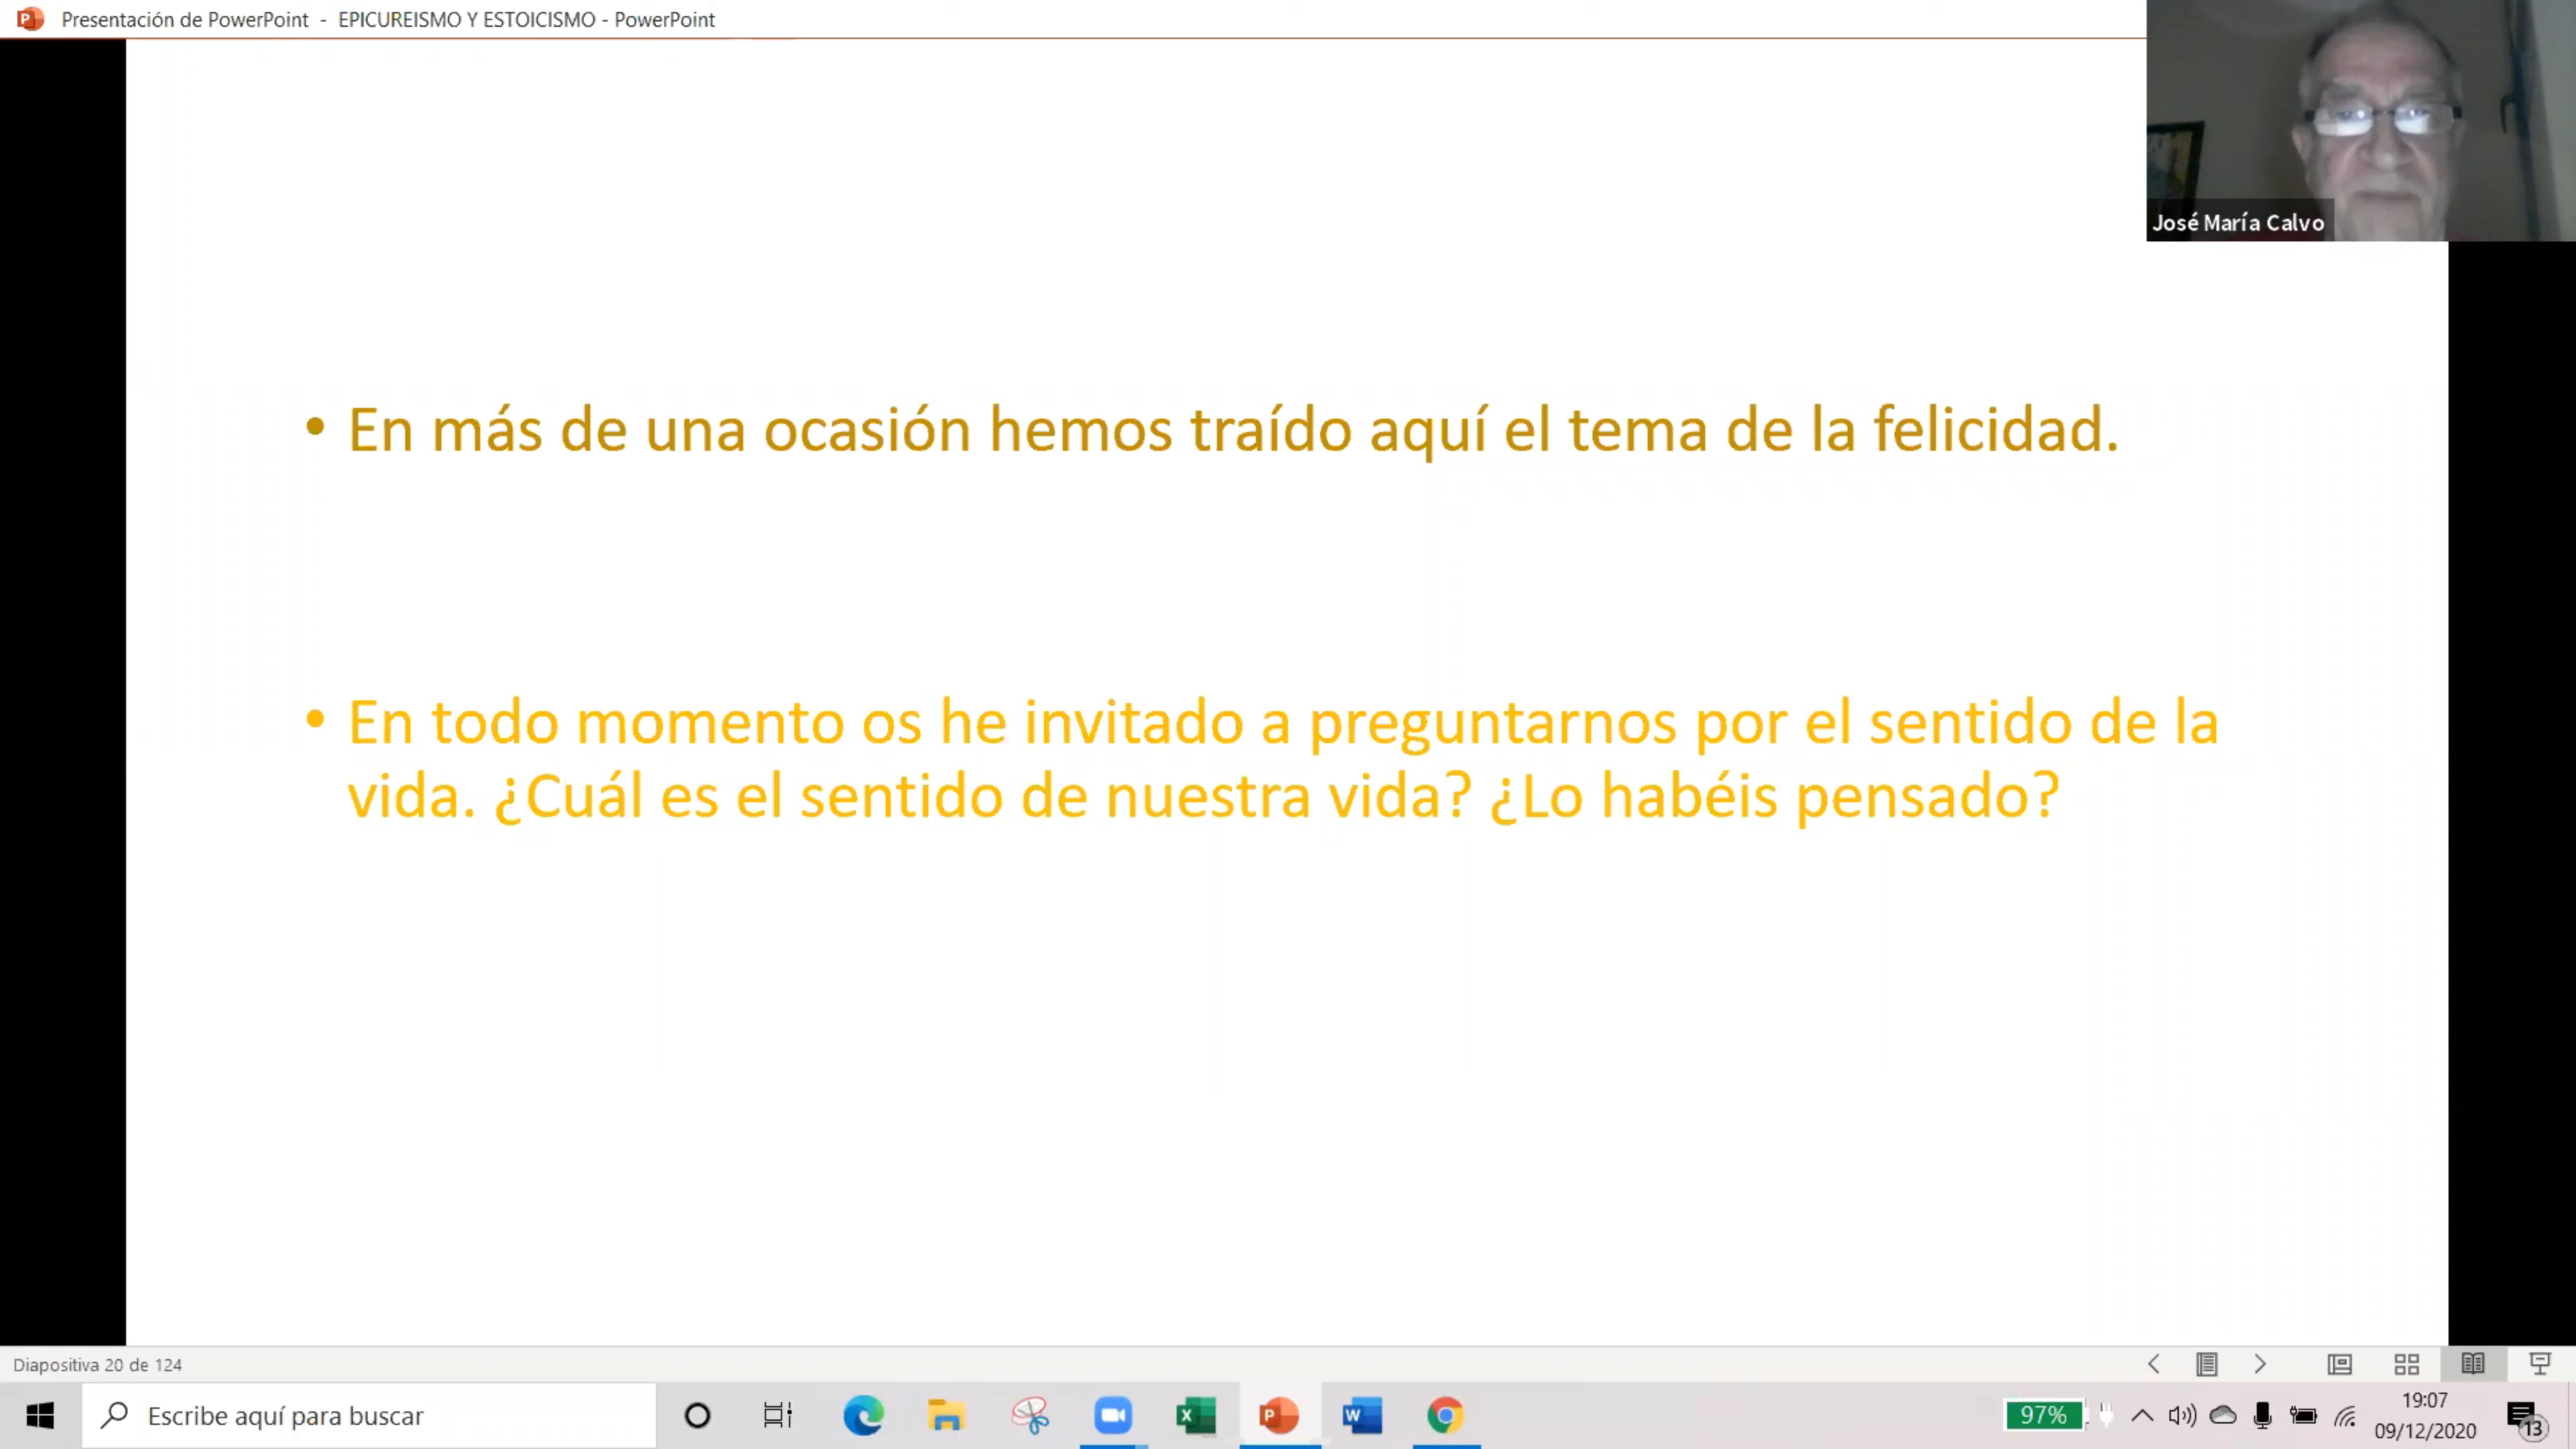 Presentación de PowerPoint - EPICUREISMO Y ESTOICISMO - PowerPoint
José María Calvo
• En más de una ocasión hemos traído aquí el tema de la felicidad.
• En todo momento os he invitado a preguntarnos por el sentido de la
vida. ¿Cuál es el sentido de nuestra vida? ¿Lo habéis pensado?
Diapositiva 20 de 124
Escribe aquí para buscar
97%
19:07
09/12/2020
13